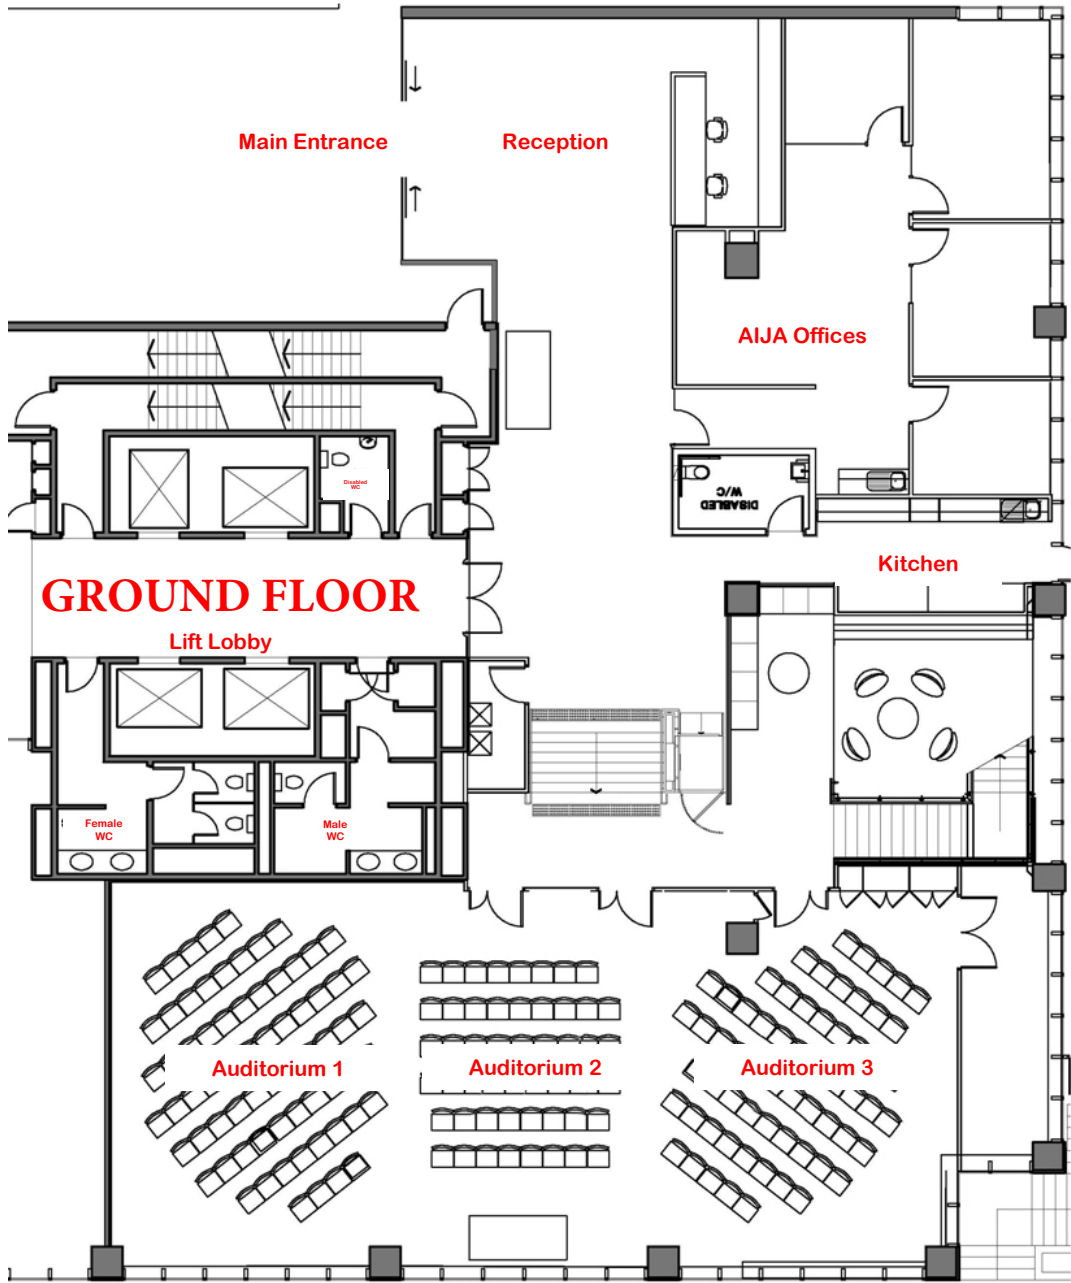 Main Entrance
Reception
AIJA Offices
Disabled
WC
DISABLED
W/C
Kitchen
GROUND FLOOR
Lift Lobby
Female
WC
Male
WC
Auditorium 1
Auditorium 2
Auditorium 3